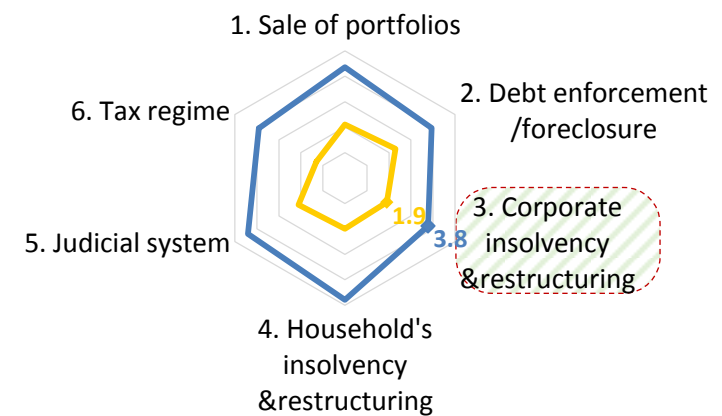 1. Sale of portfolios
2. Debt enforcement
/foreclosure
6. Tax regime
3. Corporate
insolvency
&restructuring
1.9
3.8
5. Judicial system
4. Household's
insolvency
&restructuring